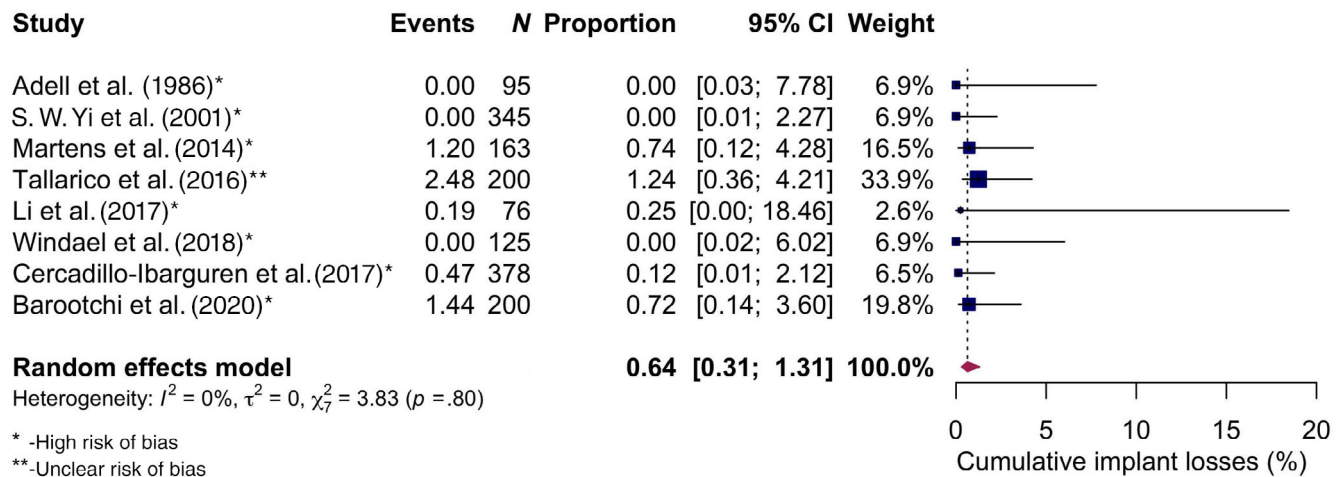 Study Events N Proportion 95% CI Weight
Adell et al. (1986)* 0.00 95 0.00 [0.03; 7.78] 6.9%
S. W. Yi et al. (2001)* 0.00 345 0.00 [0.01; 2.27] 6.9%
Martens et al. (2014)* 1.20 163 0.74 [0.12; 4.28] 16.5%
Tallarico et al. (2016)** 2.48 200 1.24 [0.36; 4.21] 33.9%
Li et al. (2017)* 0.19 76 0.25 [0.00; 18.46] 2.6%
Windael et al. (2018)* 0.00 125 0.00 [0.02; 6.02] 6.9%
Cercadillo-Ibarguren et al. (2017)* 0.47 378 0.12 [0.01; 2.12] 6.5%
Barootchi et al. (2020)* 1.44 200 0.72 [0.14; 3.60] 19.8%
Random effects model 0.64 [0.31; 1.31] 100.0%
Heterogeneity: I² = 0%, τ² = 0, χ²₇ = 3.83 (p =.80)
* -High risk of bias
**-Unclear risk of bias
0 5 10 15 20
Cumulative implant losses (%)